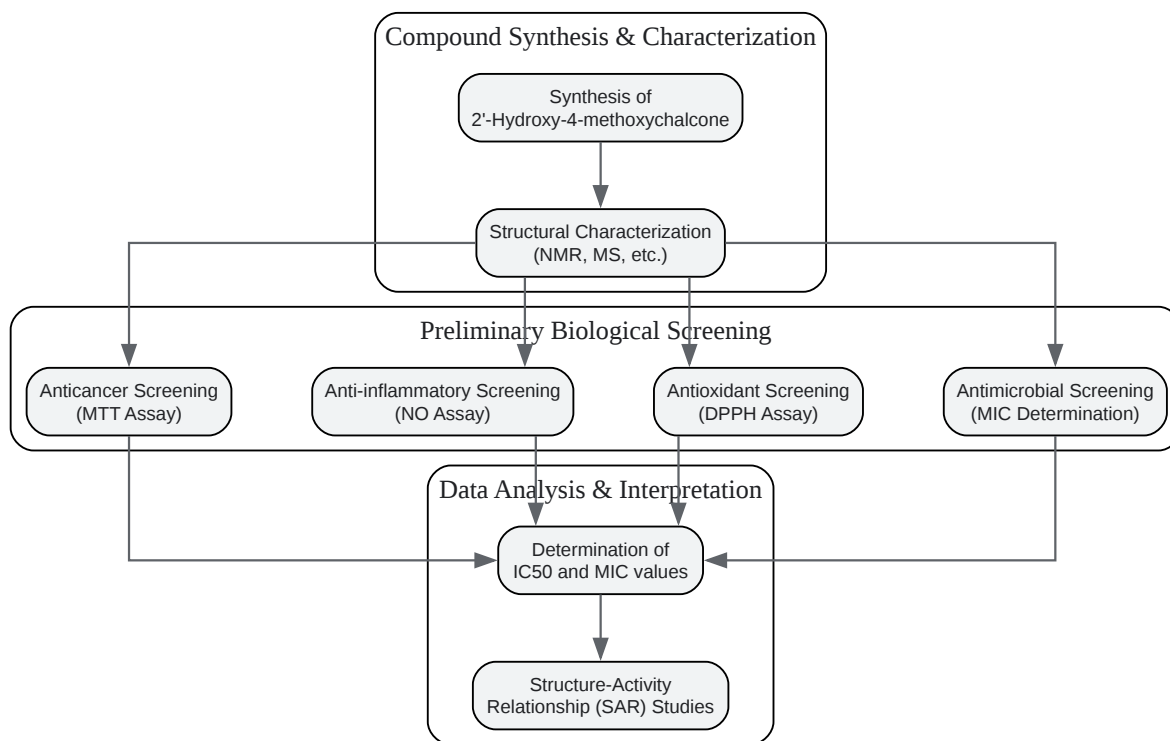 Compound Synthesis & Characterization
Synthesis of
2'-Hydroxy-4-methoxychalcone
Structural Characterization
(NMR, MS, etc.)
Preliminary Biological Screening
Anticancer Screening
(MTT Assay)
Anti-inflammatory Screening
(NO Assay)
Antioxidant Screening
(DPPH Assay)
Antimicrobial Screening
(MIC Determination)
Data Analysis & Interpretation
Determination of
IC50 and MIC values
Structure-Activity
Relationship (SAR) Studies